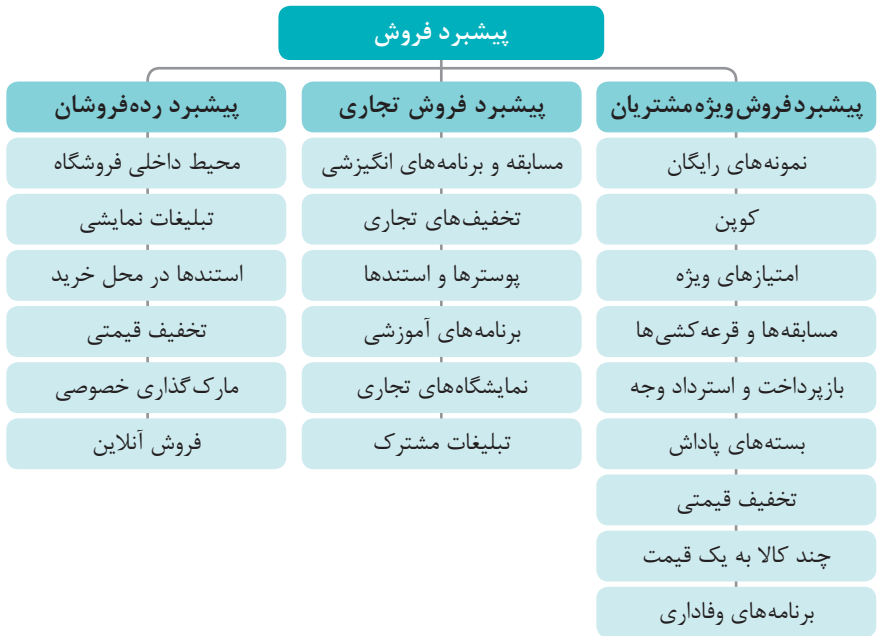 پیشبرد فروش
پیشبرد فروش ویژه مشتریان
نمونه‌های رایگان
کوپن
امتیازهای ویژه
مسابقه‌ها و قرعه‌کشی‌ها
بازپرداخت و استرداد وجه
بسته‌های پاداش
تخفیف قیمتی
چند کالا به یک قیمت
برنامه‌های وفاداری
پیشبرد فروش تجاری
مسابقه و برنامه‌های انگیزشی
تخفیف‌های تجاری
پوسترها و استندها
برنامه‌های آموزشی
نمایشگاه‌های تجاری
تبلیغات مشترک
پیشبرد رده‌فروشان
محیط داخلی فروشگاه
تبلیغات نمایشی
استندها در محل خرید
تخفیف قیمتی
مارک‌گذاری خصوصی
فروش آنلاین